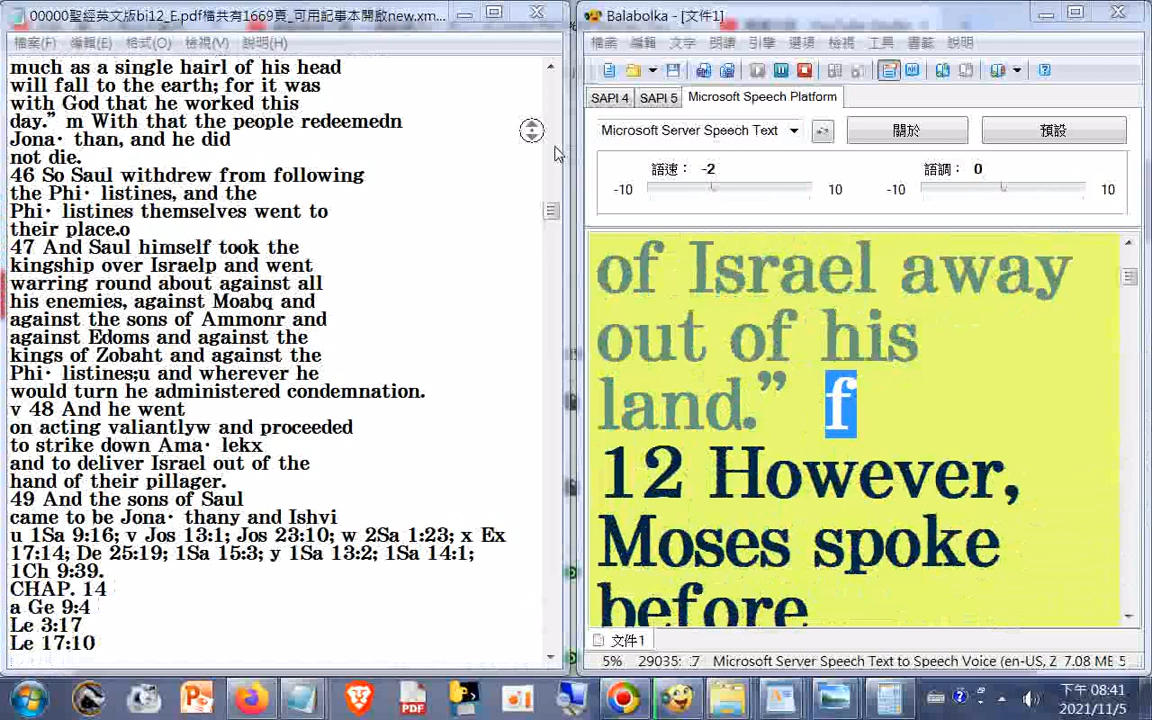 00000聖經英文版bi12_E.pdf檔共有1669頁_可用記事本開啟new.xm...
檔案(F) 編輯(E) 格式(O) 檢視(V) 說明(H)
much as a single hairl of his head
will fall to the earth; for it was
with God that he worked this
day.” m With that the people redeemedn
Jona· than, and he did
not die.
46 So Saul withdrew from following
the Phi· listines, and the
Phi· listines themselves went to
their place.o
47 And Saul himself took the
kingship over Israelp and went
warring round about against all
his enemies, against Moabq and
against the sons of Ammonr and
against Edoms and against the
kings of Zobaht and against the
Phi· listines;u and wherever he
would turn he administered condemnation.
v 48 And he went
on acting valiantlyw and proceeded
to strike down Ama· lekx
and to deliver Israel out of the
hand of their pillager.
49 And the sons of Saul
came to be Jona· thany and Ishvi
u 1Sa 9:16; v Jos 13:1; Jos 23:10; w 2Sa 1:23; x Ex
17:14; De 25:19; 1Sa 15:3; y 1Sa 13:2; 1Sa 14:1;
1Ch 9:39.
CHAP. 14
a Ge 9:4
Le 3:17
Le 17:10
Balabolka - [文件1]
檔案 編輯 文字 朗讀 引擎 選項 檢視 工具 書籤 說明
SAPI 4 SAPI 5 Microsoft Speech Platform
Microsoft Server Speech Text 關於 預設
語速： -2 語調： 0
-10 10 -10 10
of Israel away
out of his
land.” f
12 However,
Moses spoke
before
文件1
5% 29035: :7 Microsoft Server Speech Text to Speech Voice (en-US, Z 7.08 MB 5
PDF
下午 08:41
2021/11/5